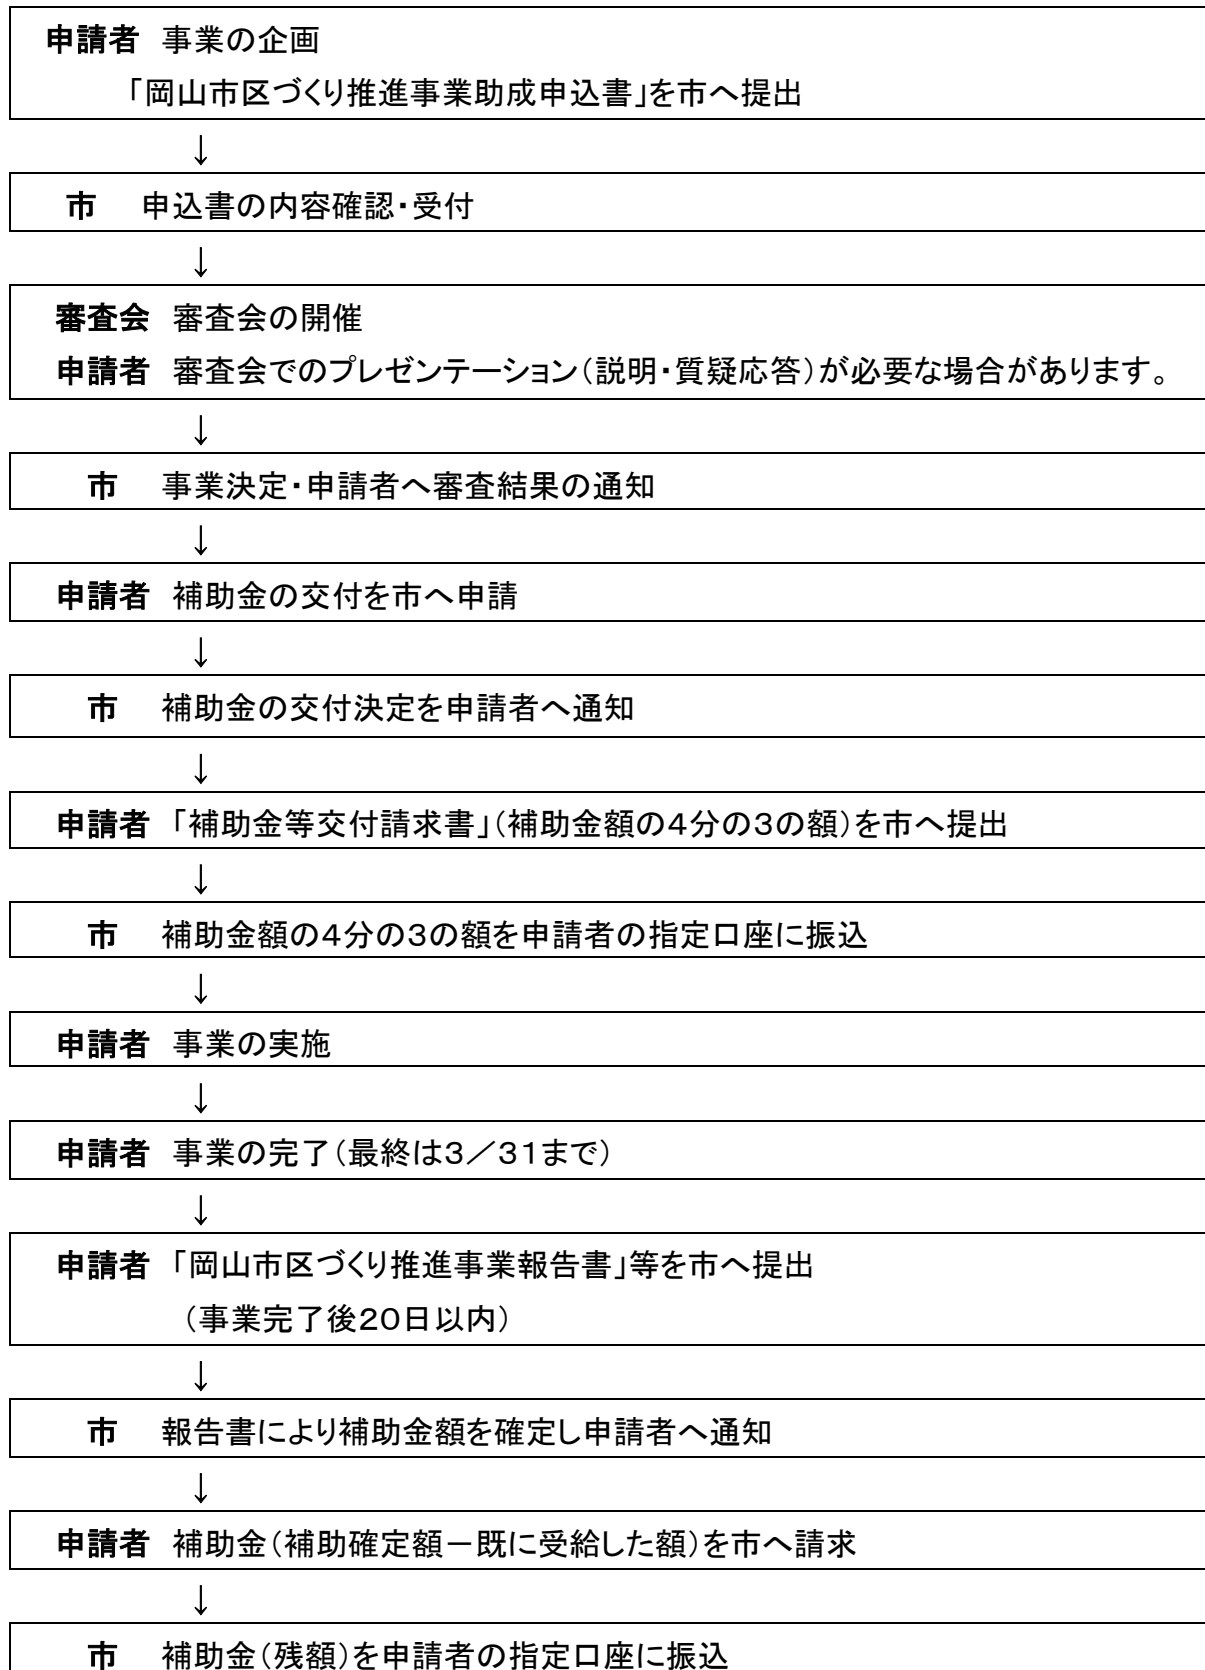 申請者 事業の企画
「岡山市区づくり推進事業助成申込書」を市へ提出
↓
市 申込書の内容確認・受付
↓
審査会 審査会の開催
申請者 審査会でのプレゼンテーション（説明・質疑応答）が必要な場合があります。
↓
市 事業決定・申請者へ審査結果の通知
↓
申請者 補助金の交付を市へ申請
↓
市 補助金の交付決定を申請者へ通知
↓
申請者 「補助金等交付請求書」（補助金額の４分の３の額）を市へ提出
↓
市 補助金額の４分の３の額を申請者の指定口座に振込
↓
申請者 事業の実施
↓
申請者 事業の完了（最終は３／３１まで）
↓
申請者 「岡山市区づくり推進事業報告書」等を市へ提出
（事業完了後２０日以内）
↓
市 報告書により補助金額を確定し申請者へ通知
↓
申請者 補助金（補助確定額－既に受給した額）を市へ請求
↓
市 補助金（残額）を申請者の指定口座に振込